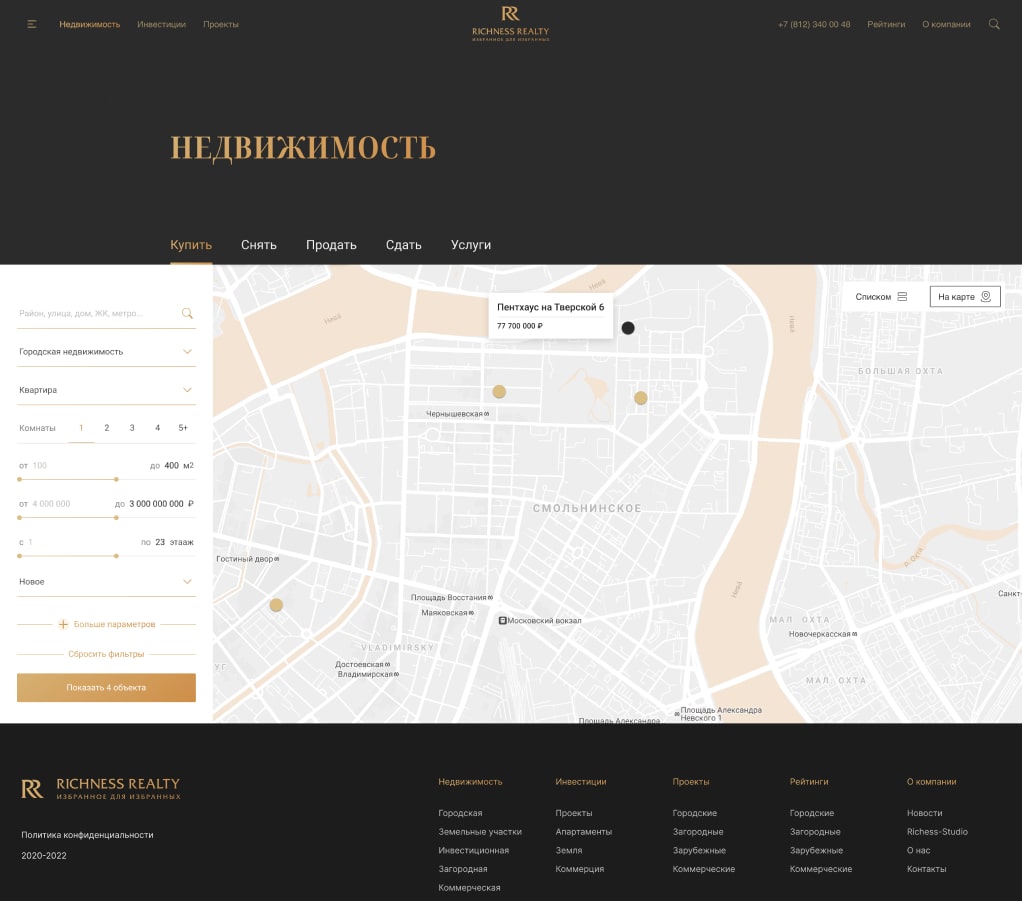 Недвижимость Инвестиции Проекты
RICHNESS REALTY
ИЗБРАННОЕ ДЛЯ ИЗБРАННЫХ
+7 (812) 340 00 48 Рейтинги О компании
НЕДВИЖИМОСТЬ
Купить Снять Продать Сдать Услуги
Район, улица, дом, ЖК, метро...
Городская недвижимость
Квартира
Комнаты 1 2 3 4 5+
от 100 до 400 м2
от 4 000 000 до 3 000 000 000 ₽
с 1 по 23 этааж
Новое
Больше параметров
Сбросить фильтры
Показать 4 объекта
Списком На карте
Пентхаус на Тверской 6
77 700 000 ₽
Нева
Нева
Нева
БОЛЬШАЯ ОХТА
Чернышевская
СМОЛЬНИНСКОЕ
р. Охта
Гостиный двор
Нева
Площадь Восстания
Маяковская
Московский вокзал
Санкт-
МАЛ. ОХТА
Новочеркасская
VLADIMIRSKY
Достоевская
Владимирская
УГ
МАЛ. ОХТА
Площадь Александра
Невского 1
Площадь Александра
RICHNESS REALTY
ИЗБРАННОЕ ДЛЯ ИЗБРАННЫХ
Политика конфиденциальности
2020-2022
Недвижимость
Городская
Земельные участки
Инвестиционная
Загородная
Коммерческая
Инвестиции
Проекты
Апартаменты
Земля
Коммерция
Проекты
Городские
Загородные
Зарубежные
Коммерческие
Рейтинги
Городские
Загородные
Зарубежные
Коммерческие
О компании
Новости
Richess-Studio
О нас
Контакты